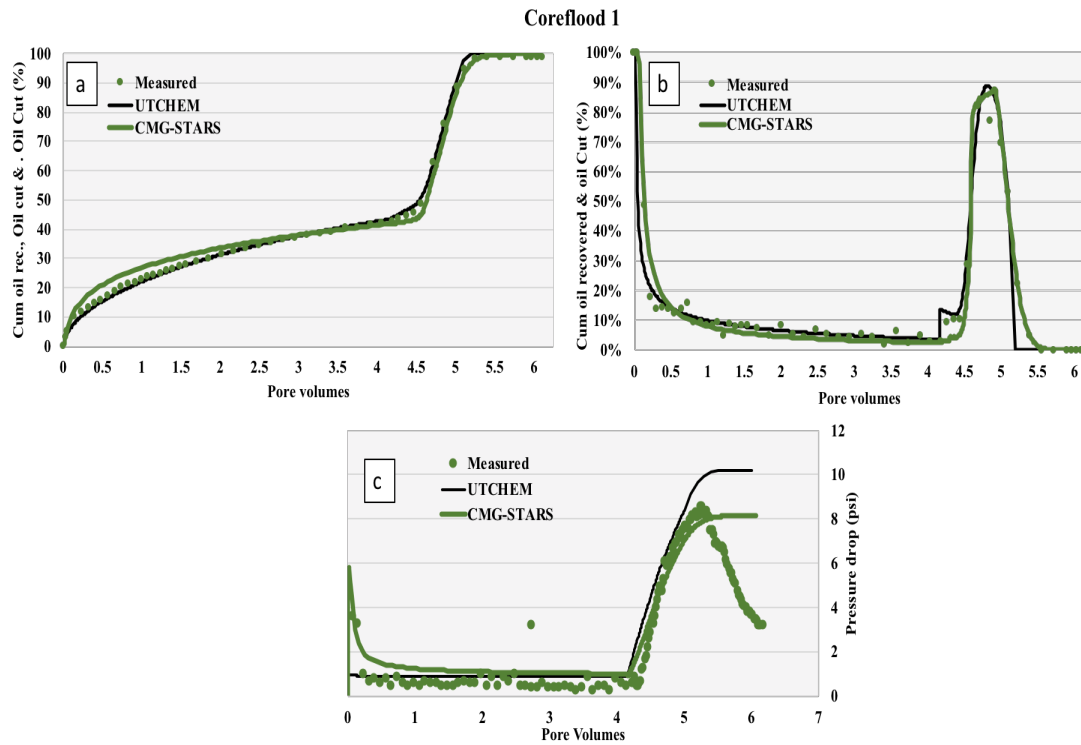 Coreflood 1
Cum oil rec., Oil cut & . Oil Cut (%)
100
90
80
70
60
50
40
30
20
10
0
a
Measured
UTCHEM
CMG-STARS
0 0.5 1 1.5 2 2.5 3 3.5 4 4.5 5 5.5 6
Pore volumes
Cum oil recovered & oil Cut (%)
100%
90%
80%
70%
60%
50%
40%
30%
20%
10%
0%
b
Measured
UTCHEM
CMG-STARS
0 0.5 1 1.5 2 2.5 3 3.5 4 4.5 5 5.5 6
Pore volumes
c
Measured
UTCHEM
CMG-STARS
12
10
8
6
4
2
0
Pressure drop (psi)
0 1 2 3 4 5 6 7
Pore Volumes